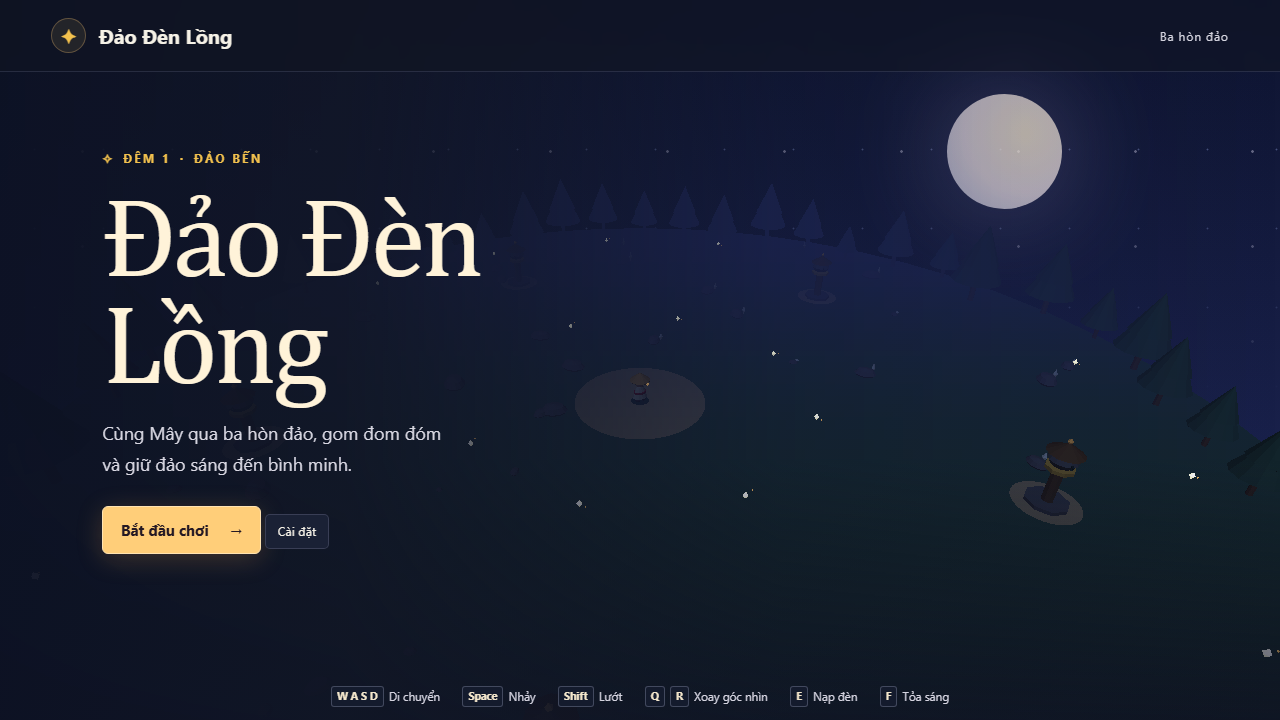 Đảo Đèn Lồng
Ba hòn đảo
ĐÊM 1 · ĐẢO BẾN
Đảo Đèn
Lồng
Cùng Mây qua ba hòn đảo, gom đom đóm
và giữ đảo sáng đến bình minh.
Bắt đầu chơi →
Cài đặt
WASD Di chuyển Space Nhảy Shift Lướt Q R Xoay góc nhìn E Nạp đèn F Tỏa sáng